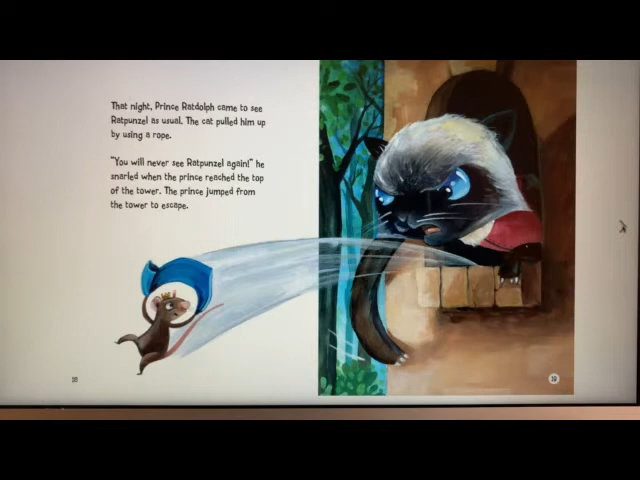 That night, Prince Ratdolph came to see
Ratpunzel as usual. The cat pulled him up
by using a rope.
"You will never see Ratpunzel again!" he
snarled when the prince reached the top
of the tower. The prince jumped from
the tower to escape.